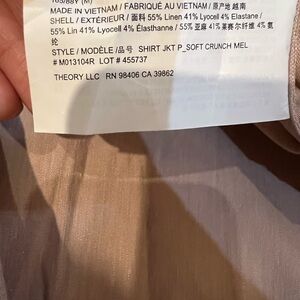 165/88Y (M)
MADE IN VIETNAM / FABRIQUÉ AU VIETNAM / 原产地 越南
SHELL / EXTÉRIEUR / 面料 55% Linen 41% Lyocell 4% Elastane /
55% Lin 41% Lyocell 4% Élasthanne / 55% 亚麻 41% 莱赛尔纤维 4% 氨
纶
STYLE / MODÈLE /品号 SHIRT JKT P_SOFT CRUNCH MEL
# M013104R LOT # 455737
THEORY LLC RN 98406 CA 39862